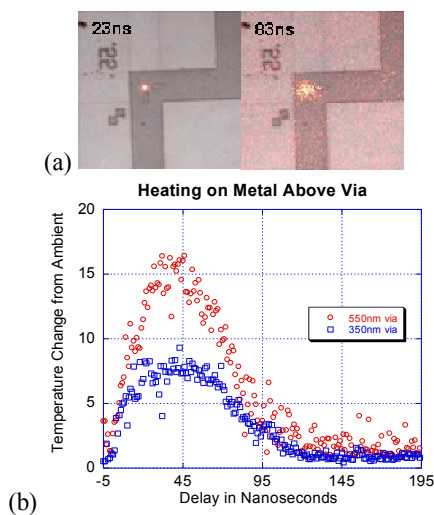 23ns
83ns
22.
(a)
Heating on Metal Above Via
20
15
10
5
0
Temperature Change from Ambient
550nm via
350nm via
-5
45
95
145
195
Delay in Nanoseconds
(b)